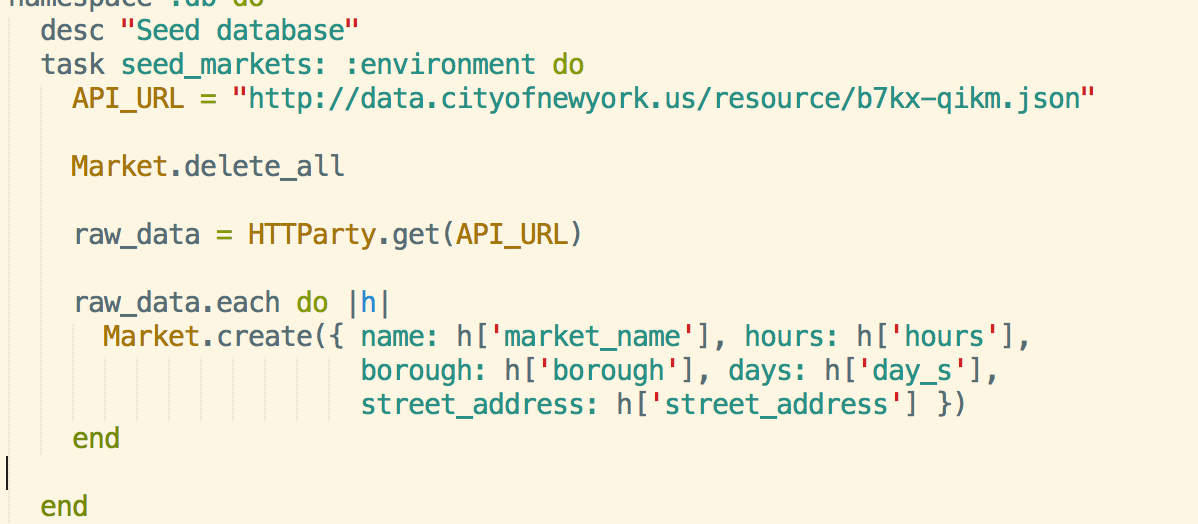 namespace :db do
desc "Seed database"
task seed_markets: :environment do
API_URL = "http://data.cityofnewyork.us/resource/b7kx-qikm.json"
Market.delete_all
raw_data = HTTParty.get(API_URL)
raw_data.each do |h|
Market.create({ name: h['market_name'], hours: h['hours'],
borough: h['borough'], days: h['day_s'],
street_address: h['street_address'] })
end
end